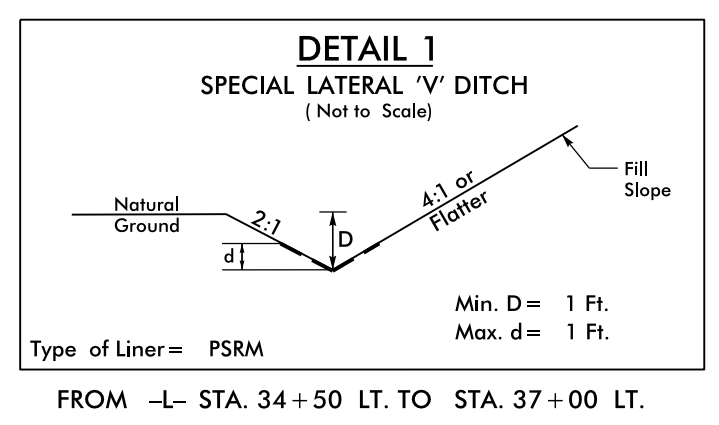 DETAIL 1
SPECIAL LATERAL 'V' DITCH
( Not to Scale)
Natural
Ground
2:1
D
d
4:1 or
Flatter
Fill
Slope
Min. D = 1 Ft.
Max. d = 1 Ft.
Type of Liner = PSRM
FROM -L- STA. 34+50 LT. TO STA. 37+00 LT.